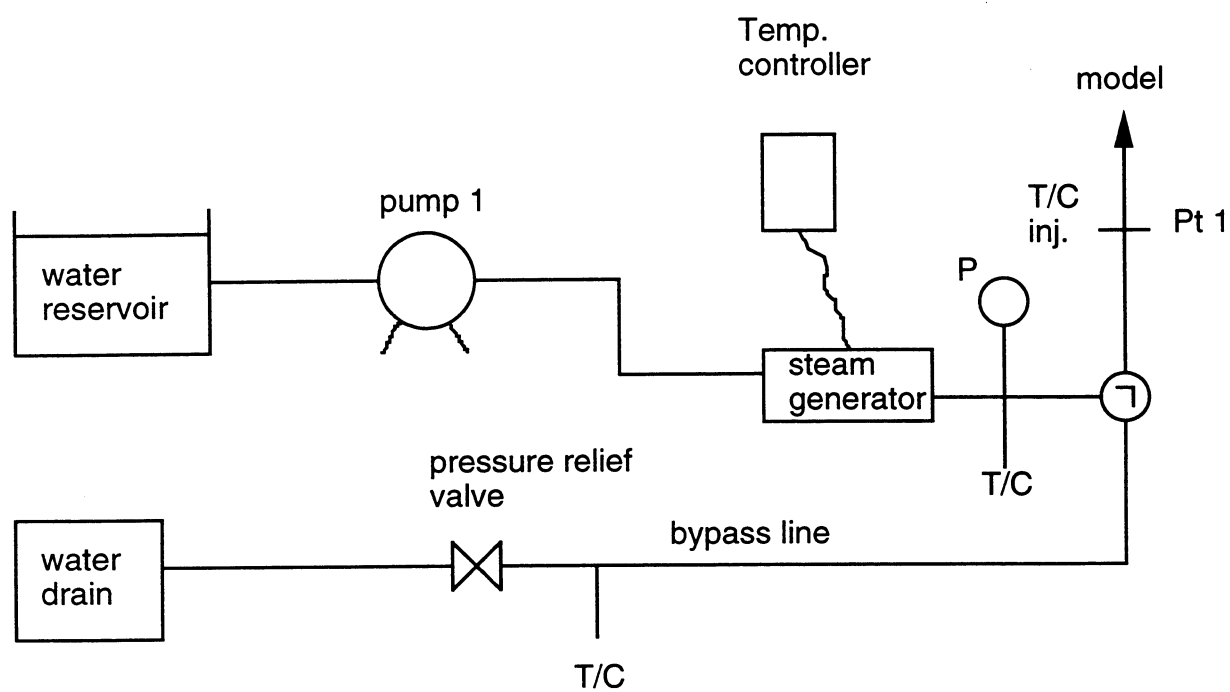 Temp.
controller
model
pump 1
T/C
inj.
Pt 1
water
reservoir
P
steam
generator
T/C
pressure relief
valve
bypass line
water
drain
T/C